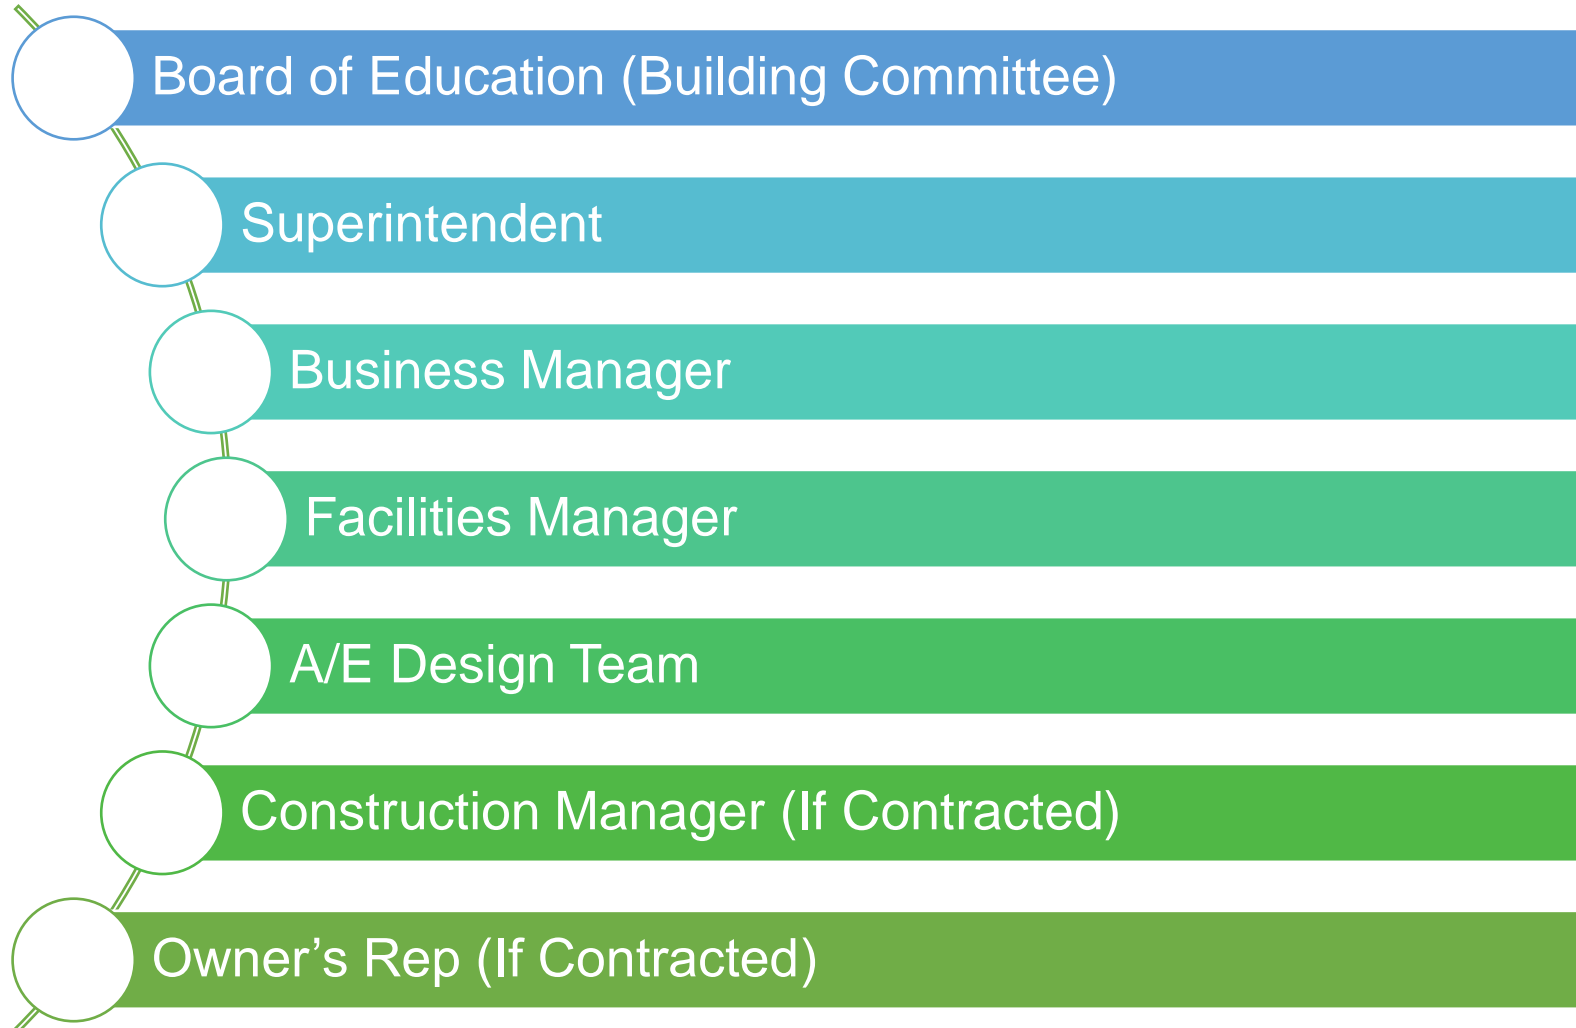 Board of Education (Building Committee)
Superintendent
Business Manager
Facilities Manager
A/E Design Team
Construction Manager (If Contracted)
Owner’s Rep (If Contracted)